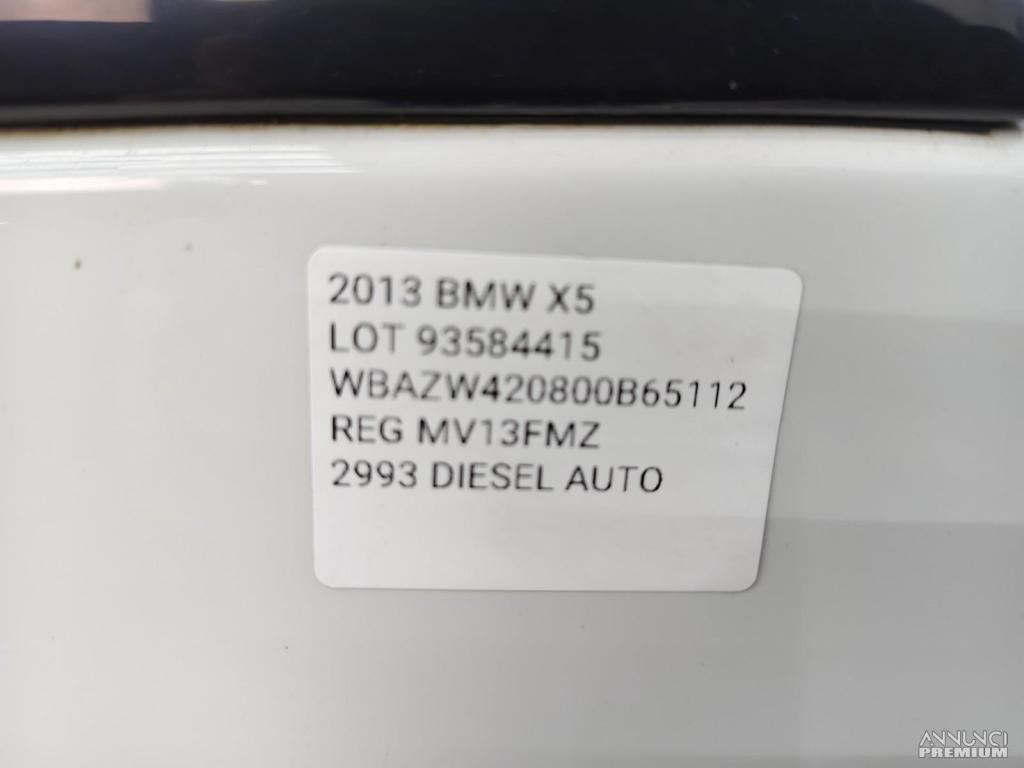 2013 BMW X5
LOT 93584415
WBAZW420800B65112
REG MV13FMZ
2993 DIESEL AUTO
ANNUNCI
PREMIUM